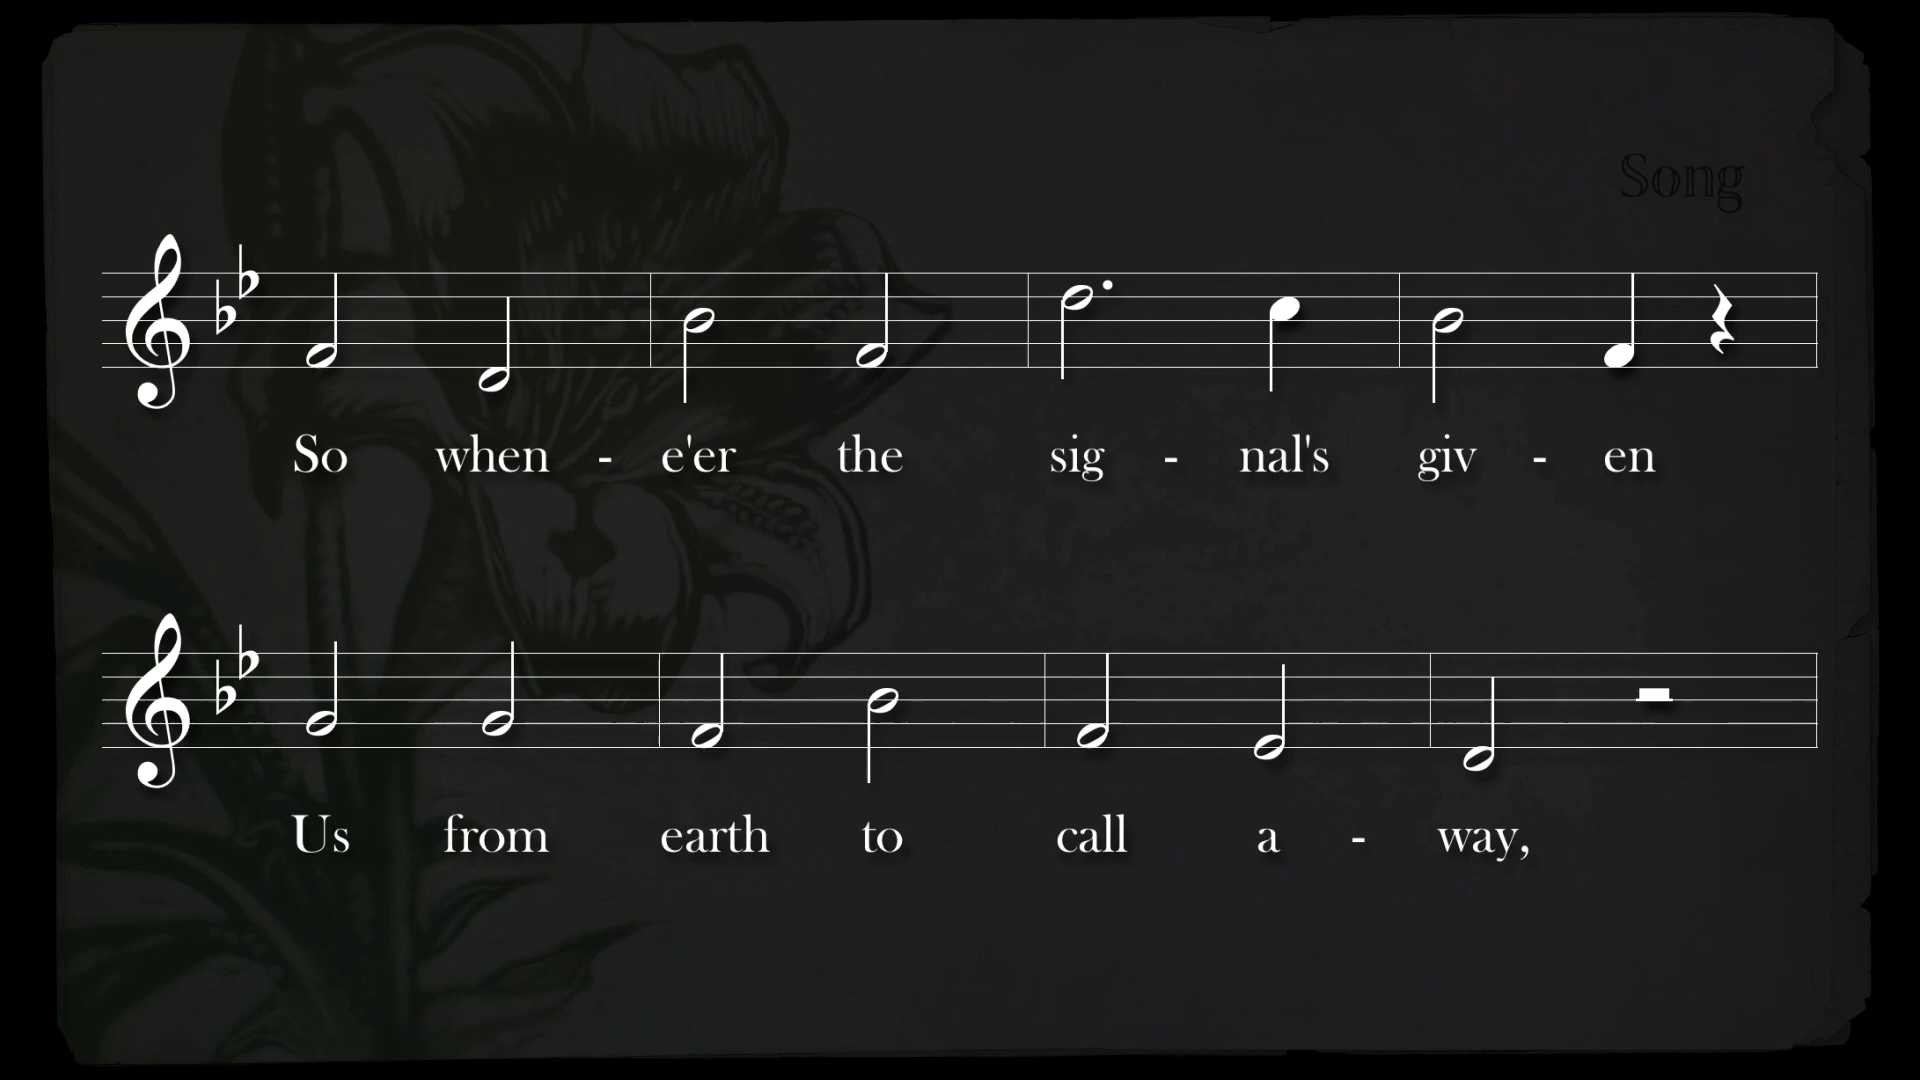 Song
So when - e'er the sig - nal's giv - en
Us from earth to call a - way,